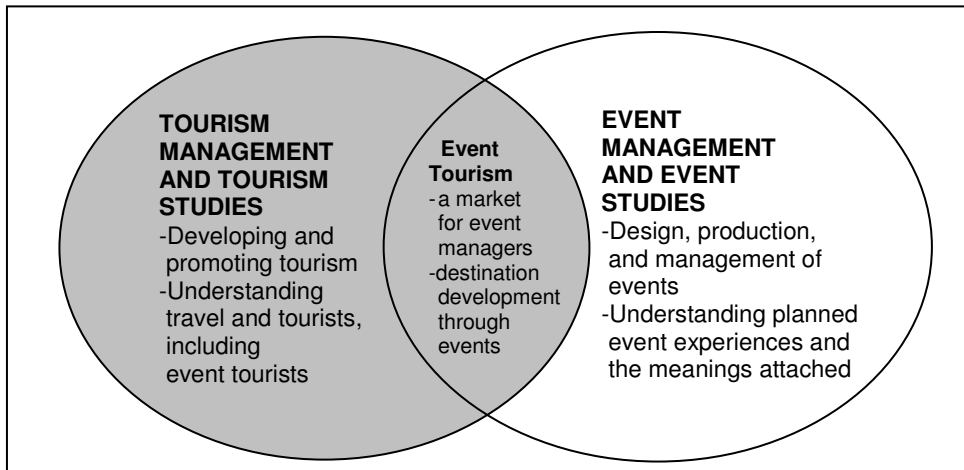 TOURISM
MANAGEMENT
AND TOURISM
STUDIES
-Developing and
promoting tourism
-Understanding
travel and tourists,
including
event tourists
Event
Tourism
-a market
for event
managers
-destination
development
through
events
EVENT
MANAGEMENT
AND EVENT
STUDIES
-Design, production,
and management of
events
-Understanding planned
event experiences and
the meanings attached